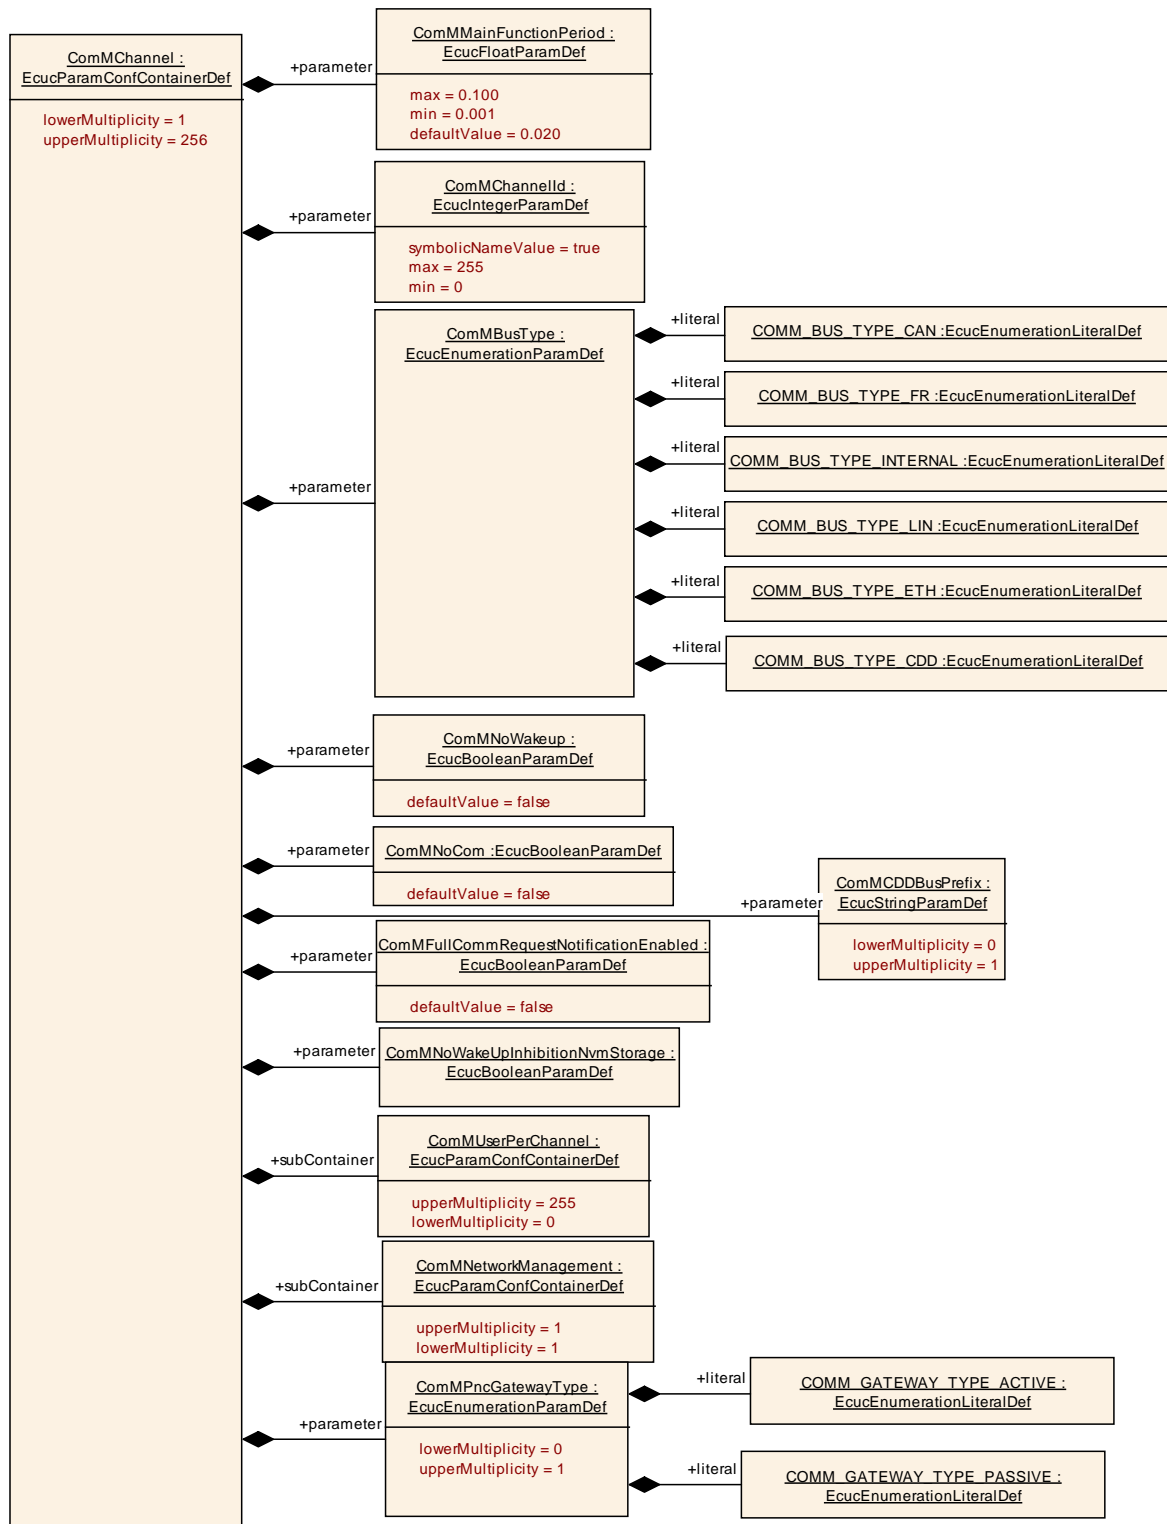 ComMChannel :
EcucParamConfContainerDef
lowerMultiplicity = 1
upperMultiplicity = 256
+parameter
ComMMainFunctionPeriod :
EcucFloatParamDef
max = 0.100
min = 0.001
defaultValue = 0.020
+parameter
ComMChannelId :
EcucIntegerParamDef
symbolicNameValue = true
max = 255
min = 0
+parameter
ComMBusType :
EcucEnumerationParamDef
+literal
COMM_BUS_TYPE_CAN :EcucEnumerationLiteralDef
+literal
COMM_BUS_TYPE_FR :EcucEnumerationLiteralDef
+literal
COMM_BUS_TYPE_INTERNAL :EcucEnumerationLiteralDef
+literal
COMM_BUS_TYPE_LIN :EcucEnumerationLiteralDef
+literal
COMM_BUS_TYPE_ETH :EcucEnumerationLiteralDef
+literal
COMM_BUS_TYPE_CDD :EcucEnumerationLiteralDef
+parameter
ComMNoWakeup :
EcucBooleanParamDef
defaultValue = false
+parameter
ComMNoCom :EcucBooleanParamDef
defaultValue = false
+parameter
ComMCDDBusPrefix :
EcucStringParamDef
lowerMultiplicity = 0
upperMultiplicity = 1
+parameter
ComMFullCommRequestNotificationEnabled :
EcucBooleanParamDef
defaultValue = false
+parameter
ComMNoWakeUpInhibitionNvmStorage :
EcucBooleanParamDef
+subContainer
ComMUserPerChannel :
EcucParamConfContainerDef
upperMultiplicity = 255
lowerMultiplicity = 0
+subContainer
ComMNetworkManagement :
EcucParamConfContainerDef
upperMultiplicity = 1
lowerMultiplicity = 1
+parameter
ComMPncGatewayType :
EcucEnumerationParamDef
lowerMultiplicity = 0
upperMultiplicity = 1
+literal
COMM_GATEWAY_TYPE_ACTIVE :
EcucEnumerationLiteralDef
+literal
COMM_GATEWAY_TYPE_PASSIVE :
EcucEnumerationLiteralDef